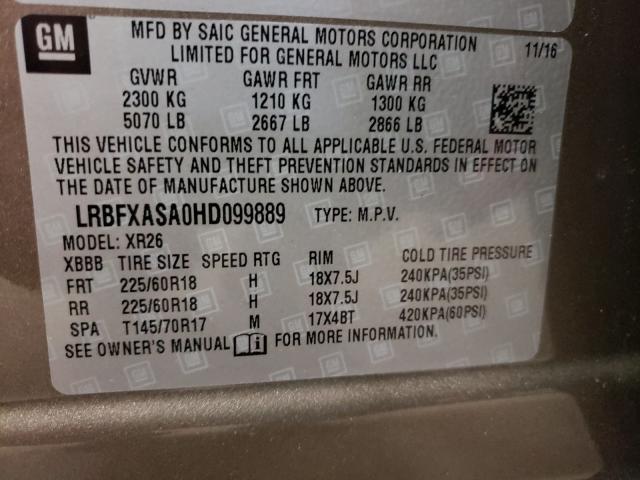 GM
MFD BY SAIC GENERAL MOTORS CORPORATION
LIMITED FOR GENERAL MOTORS LLC 11/16
GVWR GAWR FRT GAWR RR
2300 KG 1210 KG 1300 KG
5070 LB 2667 LB 2866 LB
THIS VEHICLE CONFORMS TO ALL APPLICABLE U.S. FEDERAL MOTOR
VEHICLE SAFETY AND THEFT PREVENTION STANDARDS IN EFFECT ON
THE DATE OF MANUFACTURE SHOWN ABOVE.
LRBFXASA0HD099889 TYPE: M.P.V.
MODEL: XR26
XBBB TIRE SIZE SPEED RTG RIM COLD TIRE PRESSURE
FRT 225/60R18 H 18X7.5J 240KPA(35PSI)
RR 225/60R18 H 18X7.5J 240KPA(35PSI)
SPA T145/70R17 M 17X4BT 420KPA(60PSI)
SEE OWNER'S MANUAL i FOR MORE INFORMATION.